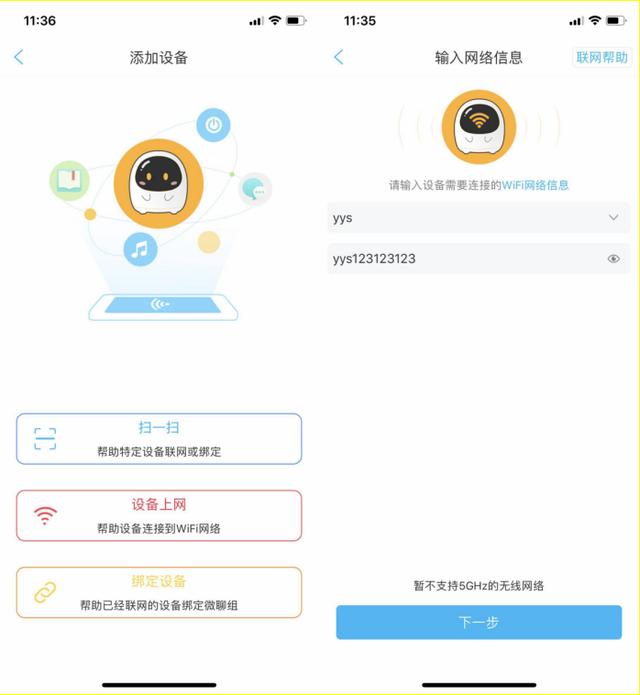 11:36
添加设备
扫一扫
帮助特定设备联网或绑定
设备上网
帮助设备连接到WiFi网络
绑定设备
帮助已经联网的设备绑定微聊组
11:35
输入网络信息
联网帮助
请输入设备需要连接的WiFi网络信息
yys
yys123123123
暂不支持5GHz的无线网络
下一步